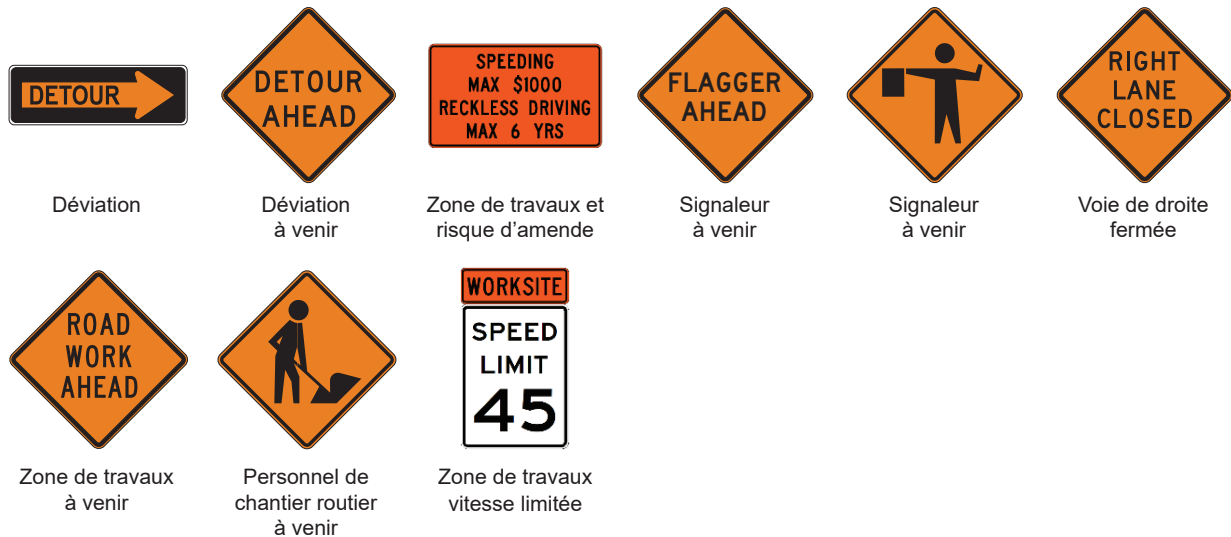 DETOUR
DETOUR
AHEAD
SPEEDING
MAX $1000
RECKLESS DRIVING
MAX 6 YRS
FLAGGER
AHEAD
RIGHT
LANE
CLOSED
Déviation
Déviation
à venir
Zone de travaux et
risque d’amende
Signaleur
à venir
Signaleur
à venir
Voie de droite
fermée
ROAD
WORK
AHEAD
WORKSITE
SPEED
LIMIT
45
Zone de travaux
à venir
Personnel de
chantier routier
à venir
Zone de travaux
vitesse limitée